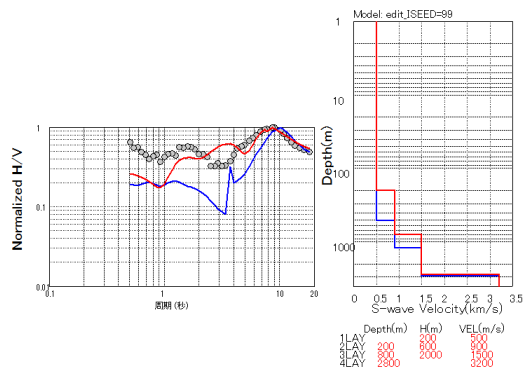 Model: edit_ISEED=99
Normalized H/V
1
0.1
0.01
0.1
1
10
20
周期(秒)
Depth(m)
1
10
100
1000
0 0.5 1 1.5 2 2.5 3 3.5
S-wave Velocity(km/s)
Depth(m) H(m) VEL(m/s)
1LAY 200 500
2LAY 200 600 900
3LAY 800 2000 1500
4LAY 2800 3200